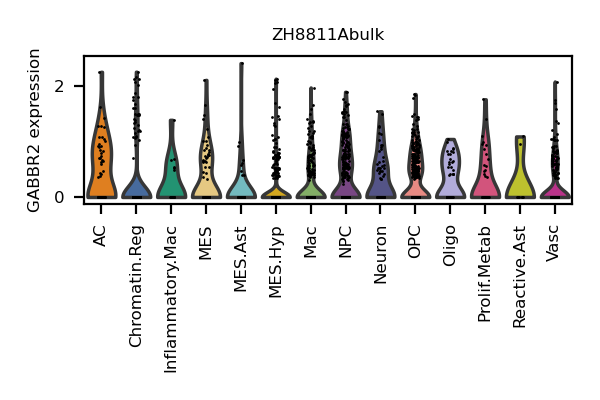 ZH8811Abulk
GABBR2 expression
2
0
AC
Chromatin.Reg
Inflammatory.Mac
MES
MES.Ast
MES.Hyp
Mac
NPC
Neuron
OPC
Oligo
Prolif.Metab
Reactive.Ast
Vasc